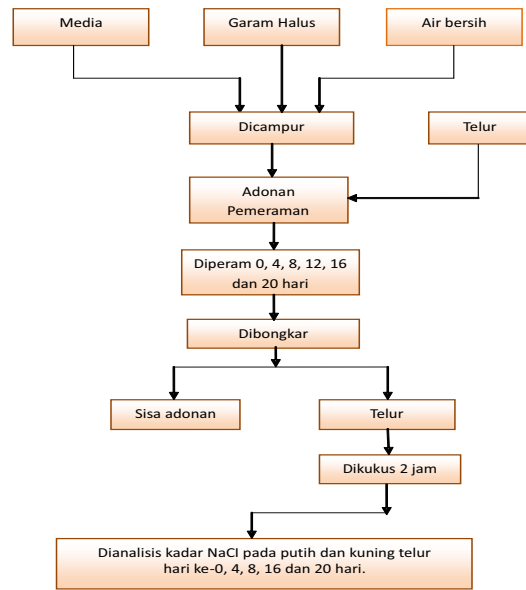 Media
Garam Halus
Air bersih
Dicampur
Telur
Adonan
Pemeraman
Diperam 0, 4, 8, 12, 16
dan 20 hari
Dibongkar
Sisa adonan
Telur
Dikukus 2 jam
Dianalisis kadar NaCI pada putih dan kuning telur
hari ke-0, 4, 8, 16 dan 20 hari.